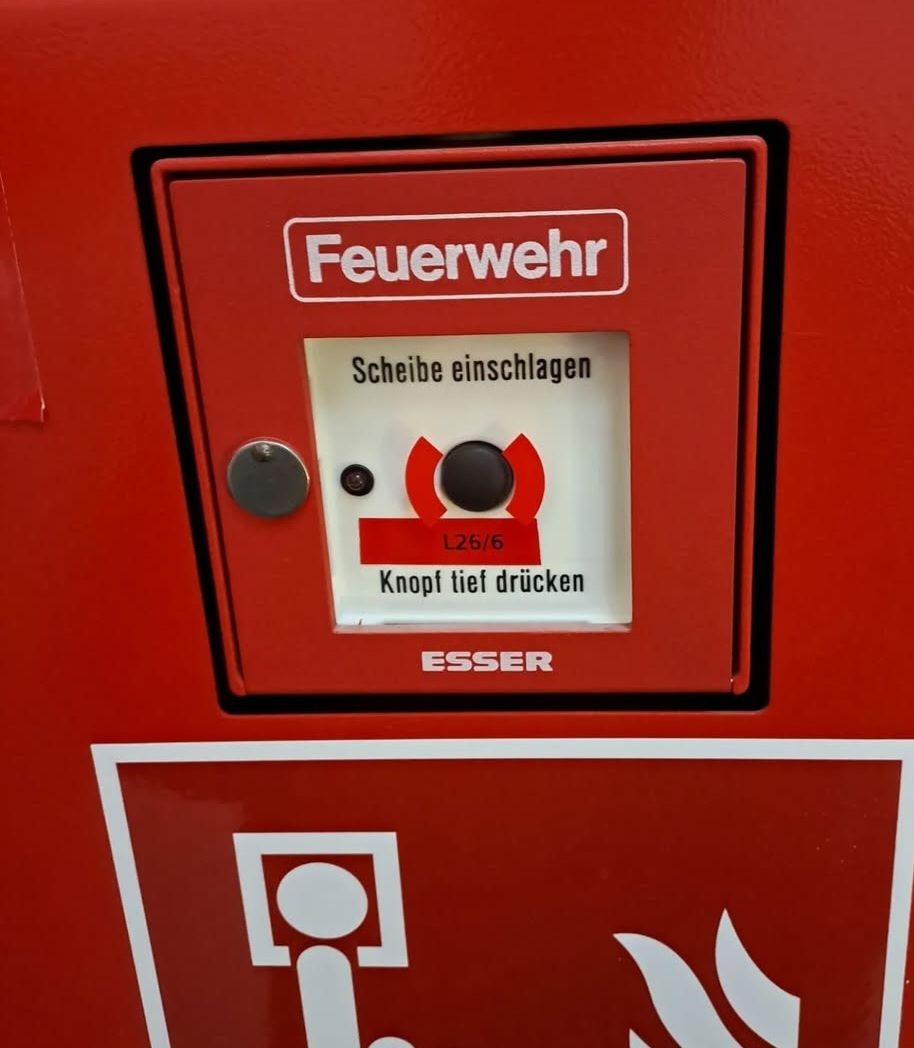 Feuerwehr
Scheibe einschlagen
L26/6
Knopf tief drücken
ESSER